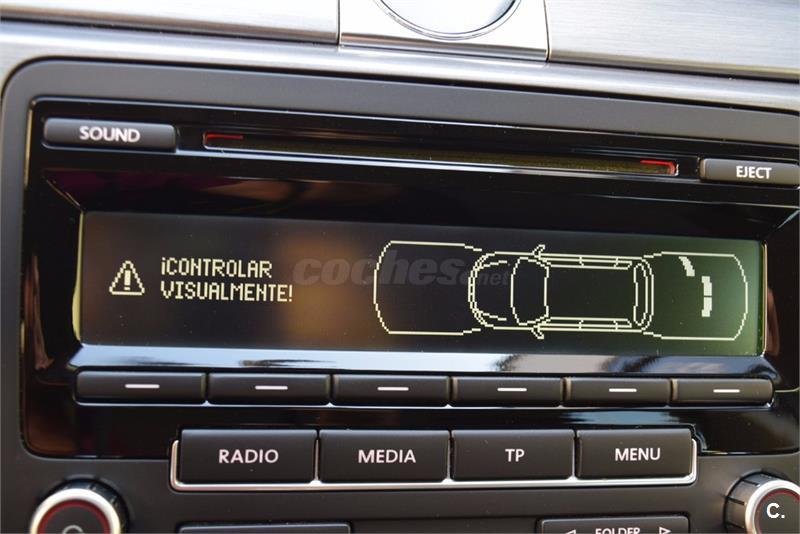 SOUND
EJECT
¡CONTROLAR
VISUALMENTE!
coches.net
RADIO
MEDIA
TP
MENU
FOLDER
C.